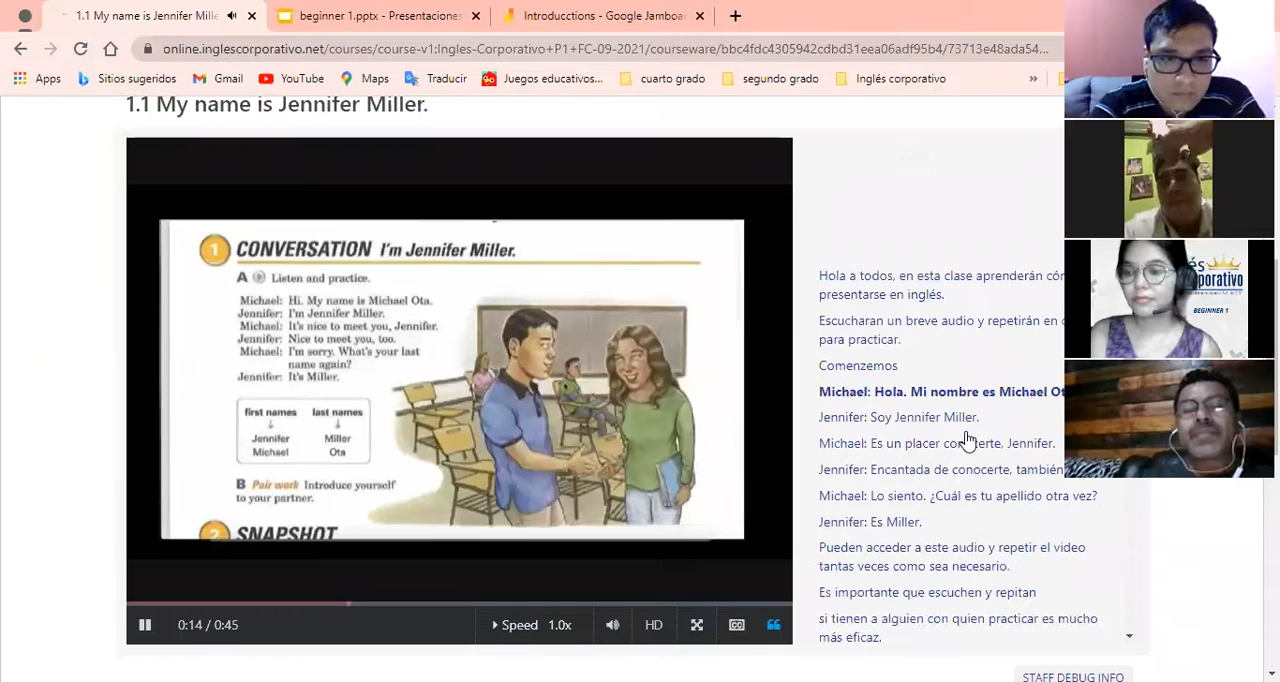 1.1 My name is Jennifer Mille
beginner 1.pptx - Presentaciones
Introducctions - Google Jamboa
online.inglescorporativo.net/courses/course-v1:Ingles-Corporativo+P1+FC-09-2021/courseware/bbc4fdc4305942cdbd31eea06adf95b4/73713e48ada54...
Apps
Sitios sugeridos
Gmail
YouTube
Maps
Traducir
Juegos educativos...
cuarto grado
segundo grado
Inglés corporativo
»
1.1 My name is Jennifer Miller.
1 CONVERSATION I'm Jennifer Miller.
A Listen and practice.
Michael: Hi. My name is Michael Ota.
Jennifer: I'm Jennifer Miller.
Michael: It's nice to meet you, Jennifer.
Jennifer: Nice to meet you, too.
Michael: I'm sorry. What's your last
name again?
Jennifer: It's Miller.
first names last names
↓ ↓
Jennifer Miller
Michael Ota
B Pair work Introduce yourself
to your partner.
2 SNAPSHOT
0:14 / 0:45
Speed 1.0x
HD
Hola a todos, en esta clase aprenderán cór
presentarse en inglés.
Escucharan un breve audio y repetirán en
para practicar.
Comenzemos
Michael: Hola. Mi nombre es Michael Ot
Jennifer: Soy Jennifer Miller.
Michael: Es un placer conocerte, Jennifer.
Jennifer: Encantada de conocerte, también
Michael: Lo siento. ¿Cuál es tu apellido otra vez?
Jennifer: Es Miller.
Pueden acceder a este audio y repetir el video
tantas veces como sea necesario.
Es importante que escuchen y repitan
si tienen a alguien con quien practicar es mucho
más eficaz.
STAFF DEBUG INFO
és
orporativo
BEGINNER 1